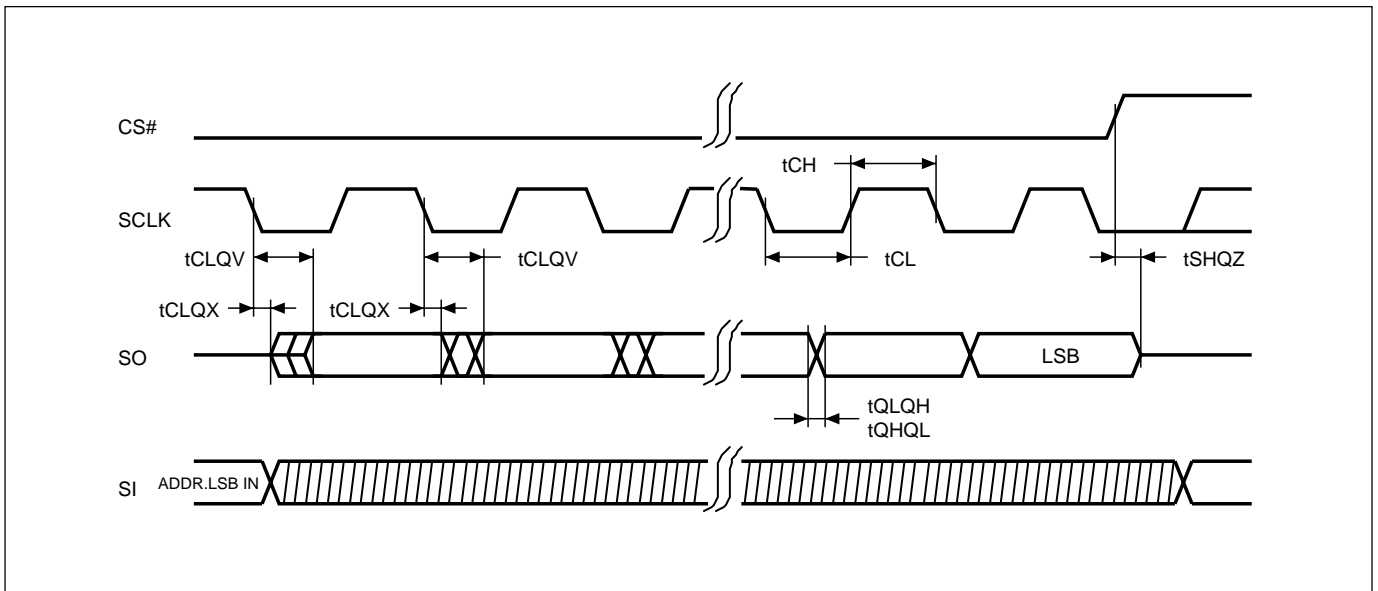 CS#
tCH
SCLK
tCLQV
tCLQV
tCL
tSHQZ
tCLQX
tCLQX
SO
LSB
tQLQH
tQHQL
SI
ADDR.LSB IN